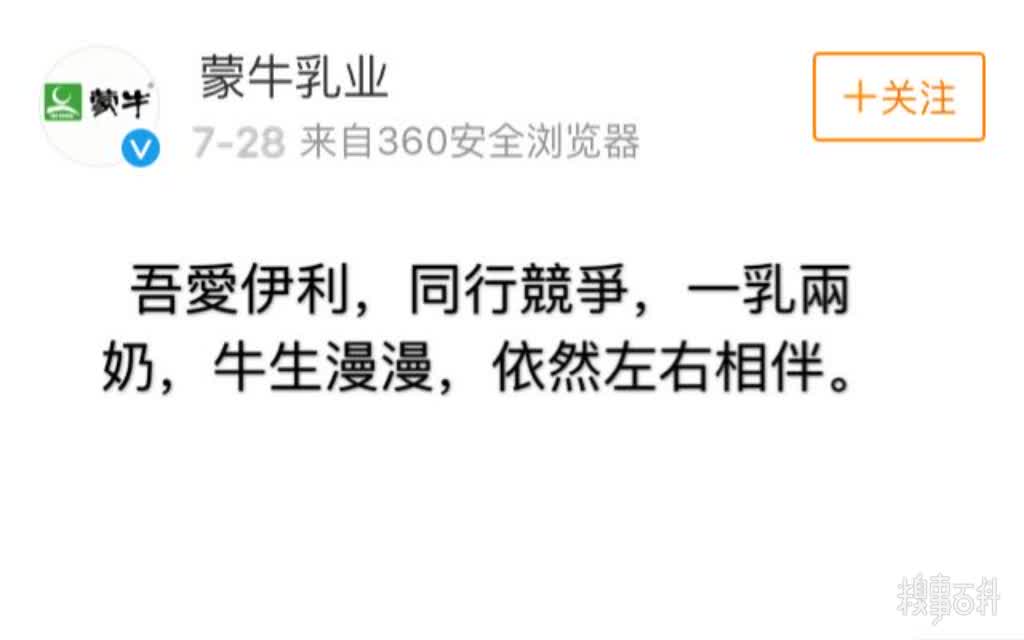 蒙牛
蒙牛乳业
7-28 来自360安全浏览器
十关注
吾愛伊利，同行競爭，一乳兩
奶，牛生漫漫，依然左右相伴。
搜事百科